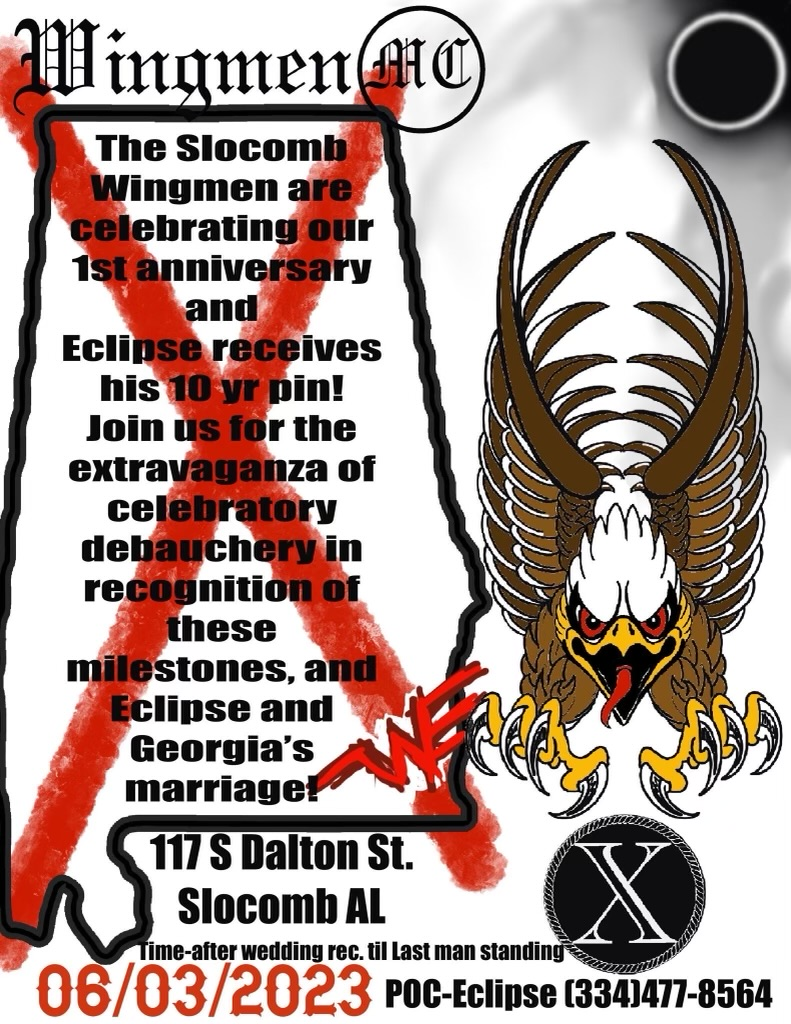 Wingmen MC
The Slocomb
Wingmen are
celebrating our
1st anniversary
and
Eclipse receives
his 10 yr pin!
Join us for the
extravaganza of
celebratory
debauchery in
recognition of
these
milestones, and
Eclipse and
Georgia's
marriage!
WE
117 S Dalton St.
Slocomb AL
X
Time-after wedding rec. til Last man standing
06/03/2023 POC-Eclipse (334)477-8564